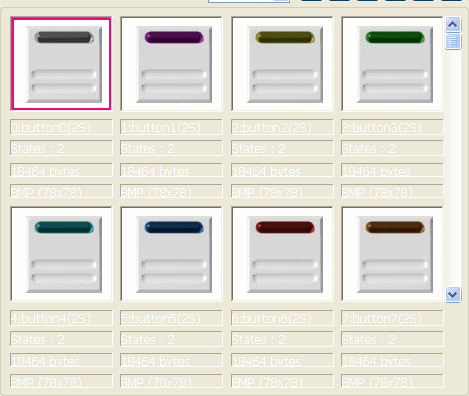 0:button0(2S) 1:button1(2S) 2:button2(2S) 3:button3(2S)
States : 2 States : 2 States : 2 States : 2
18464 bytes 18464 bytes 18464 bytes 18464 bytes
BMP (78x78) BMP (78x78) BMP (78x78) BMP (78x78)
4:button4(2S) 5:button5(2S) 6:button6(2S) 7:button7(2S)
States : 2 States : 2 States : 2 States : 2
18464 bytes 18464 bytes 18464 bytes 18464 bytes
BMP (78x78) BMP (78x78) BMP (78x78) BMP (78x78)